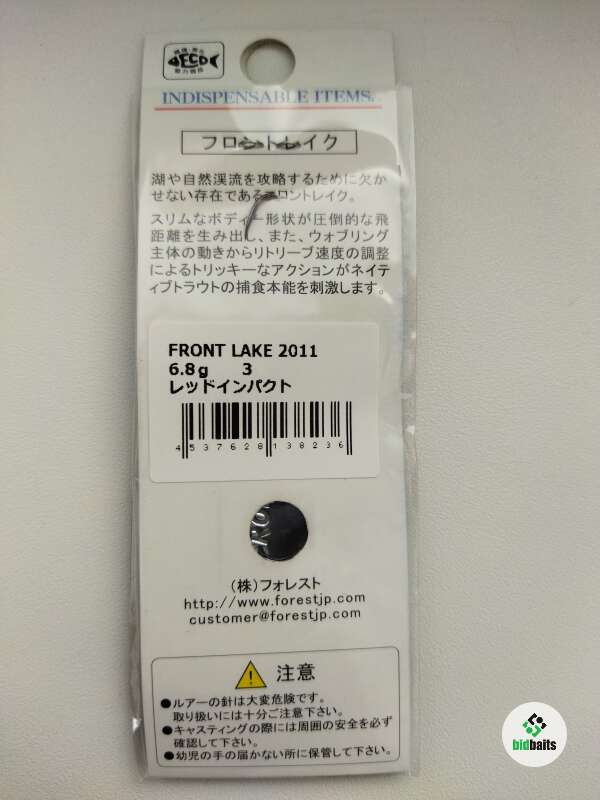 環境・蘇生
ECO
協力商品
INDISPENSABLE ITEMS.
フロントレイク
湖や自然渓流を攻略するために欠か
せない存在であるフロントレイク。
スリムなボディー形状が圧倒的な飛
距離を生み出し、また、ウォブリング
主体の動きからリトリーブ速度の調整
によるトリッキーなアクションがネイテ
ィブトラウトの捕食本能を刺激します。
FRONT LAKE 2011
6.8g 3
レッドインパクト
4537628138236
(株)フォレスト
http://www.forestjp.com
customer@forestjp.com
注意
●ルアーの針は大変危険です。
取り扱いには十分ご注意下さい。
●キャスティングの際には周囲の安全を必ず
確認して下さい。
●幼児の手の届かない所に保管して下さい。
bidbaits